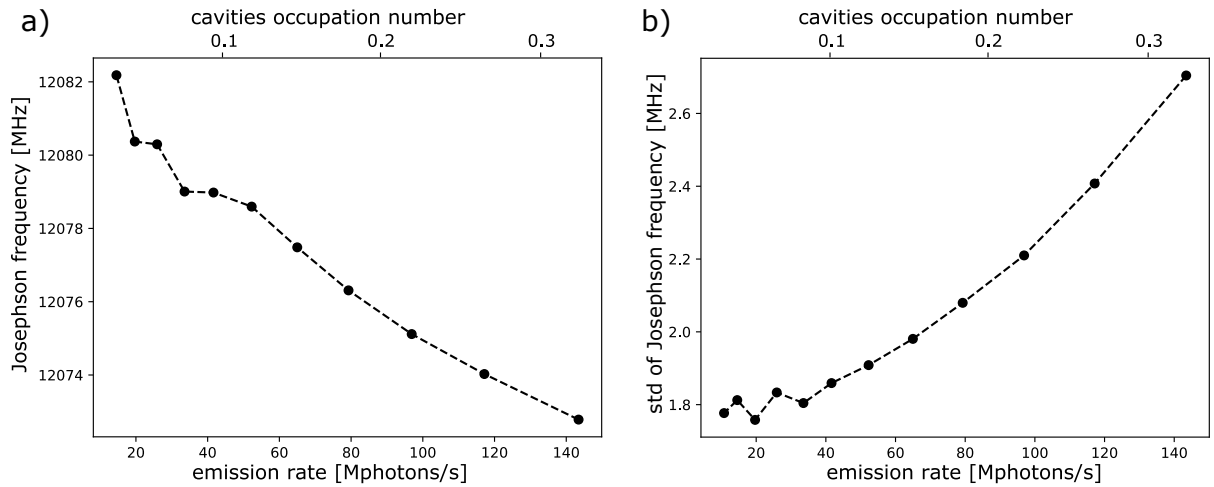 a)
cavities occupation number
0.1 0.2 0.3
Josephson frequency [MHz]
12082
12080
12078
12076
12074
20 40 60 80 100 120 140
emission rate [Mphotons/s]
b)
cavities occupation number
0.1 0.2 0.3
std of Josephson frequency [MHz]
2.6
2.4
2.2
2.0
1.8
20 40 60 80 100 120 140
emission rate [Mphotons/s]